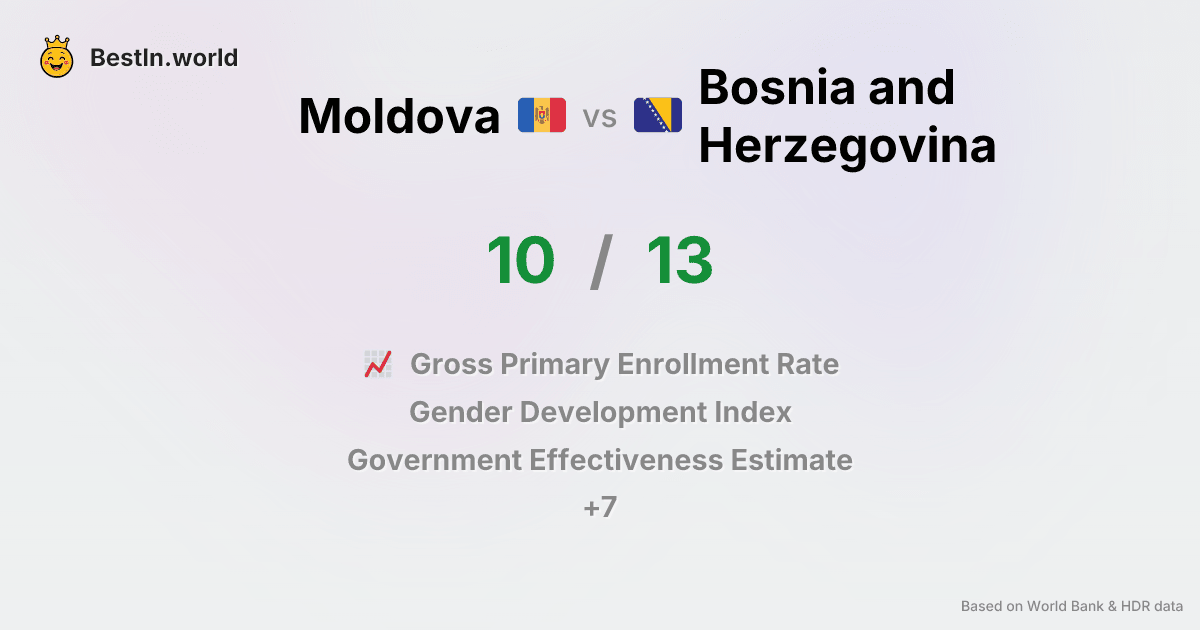 BestIn.world
Moldova vs Bosnia and
Herzegovina
10 / 13
Gross Primary Enrollment Rate
Gender Development Index
Government Effectiveness Estimate
+7
Based on World Bank & HDR data